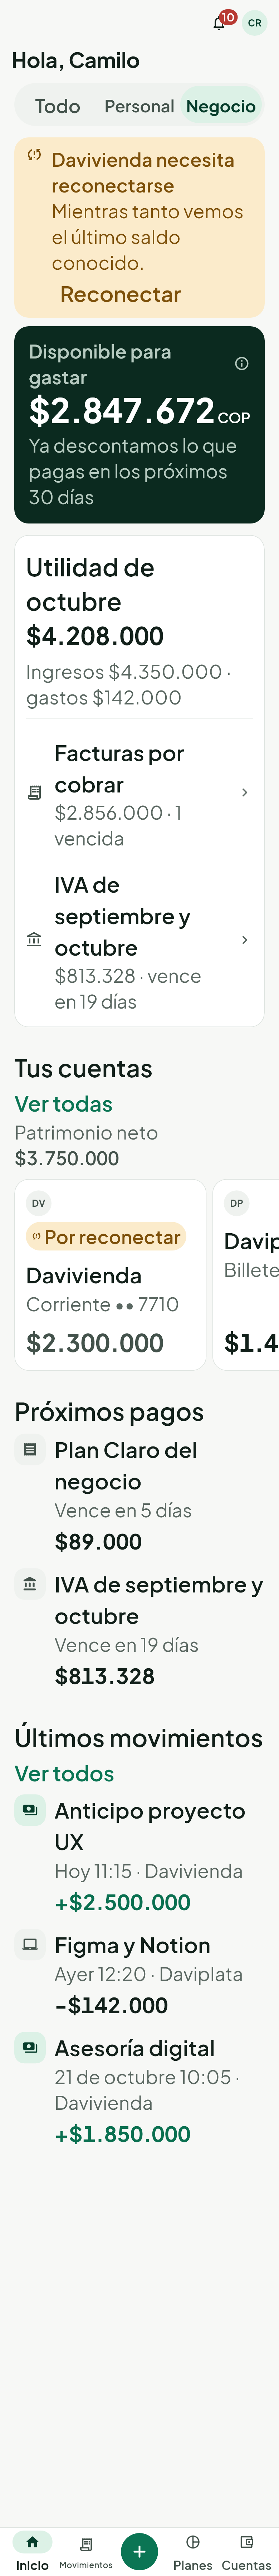 10
CR
Hola, Camilo
Todo
Personal
Negocio
Davivienda necesita
reconectarse
Mientras tanto vemos
el último saldo
conocido.
Reconectar
Disponible para
gastar
$2.847.672 COP
Ya descontamos lo que
pagas en los próximos
30 días
Utilidad de
octubre
$4.208.000
Ingresos $4.350.000 ·
gastos $142.000
Facturas por
cobrar
$2.856.000 · 1
vencida
IVA de
septiembre y
octubre
$813.328 · vence
en 19 días
Tus cuentas
Ver todas
Patrimonio neto
$3.750.000
DV
Por reconectar
Davivienda
Corriente •• 7710
$2.300.000
DP
Davip
Billete
$1.4
Próximos pagos
Plan Claro del
negocio
Vence en 5 días
$89.000
IVA de septiembre y
octubre
Vence en 19 días
$813.328
Últimos movimientos
Ver todos
Anticipo proyecto
UX
Hoy 11:15 · Davivienda
+$2.500.000
Figma y Notion
Ayer 12:20 · Daviplata
-$142.000
Asesoría digital
21 de octubre 10:05 ·
Davivienda
+$1.850.000
Inicio
Movimientos
Planes
Cuentas